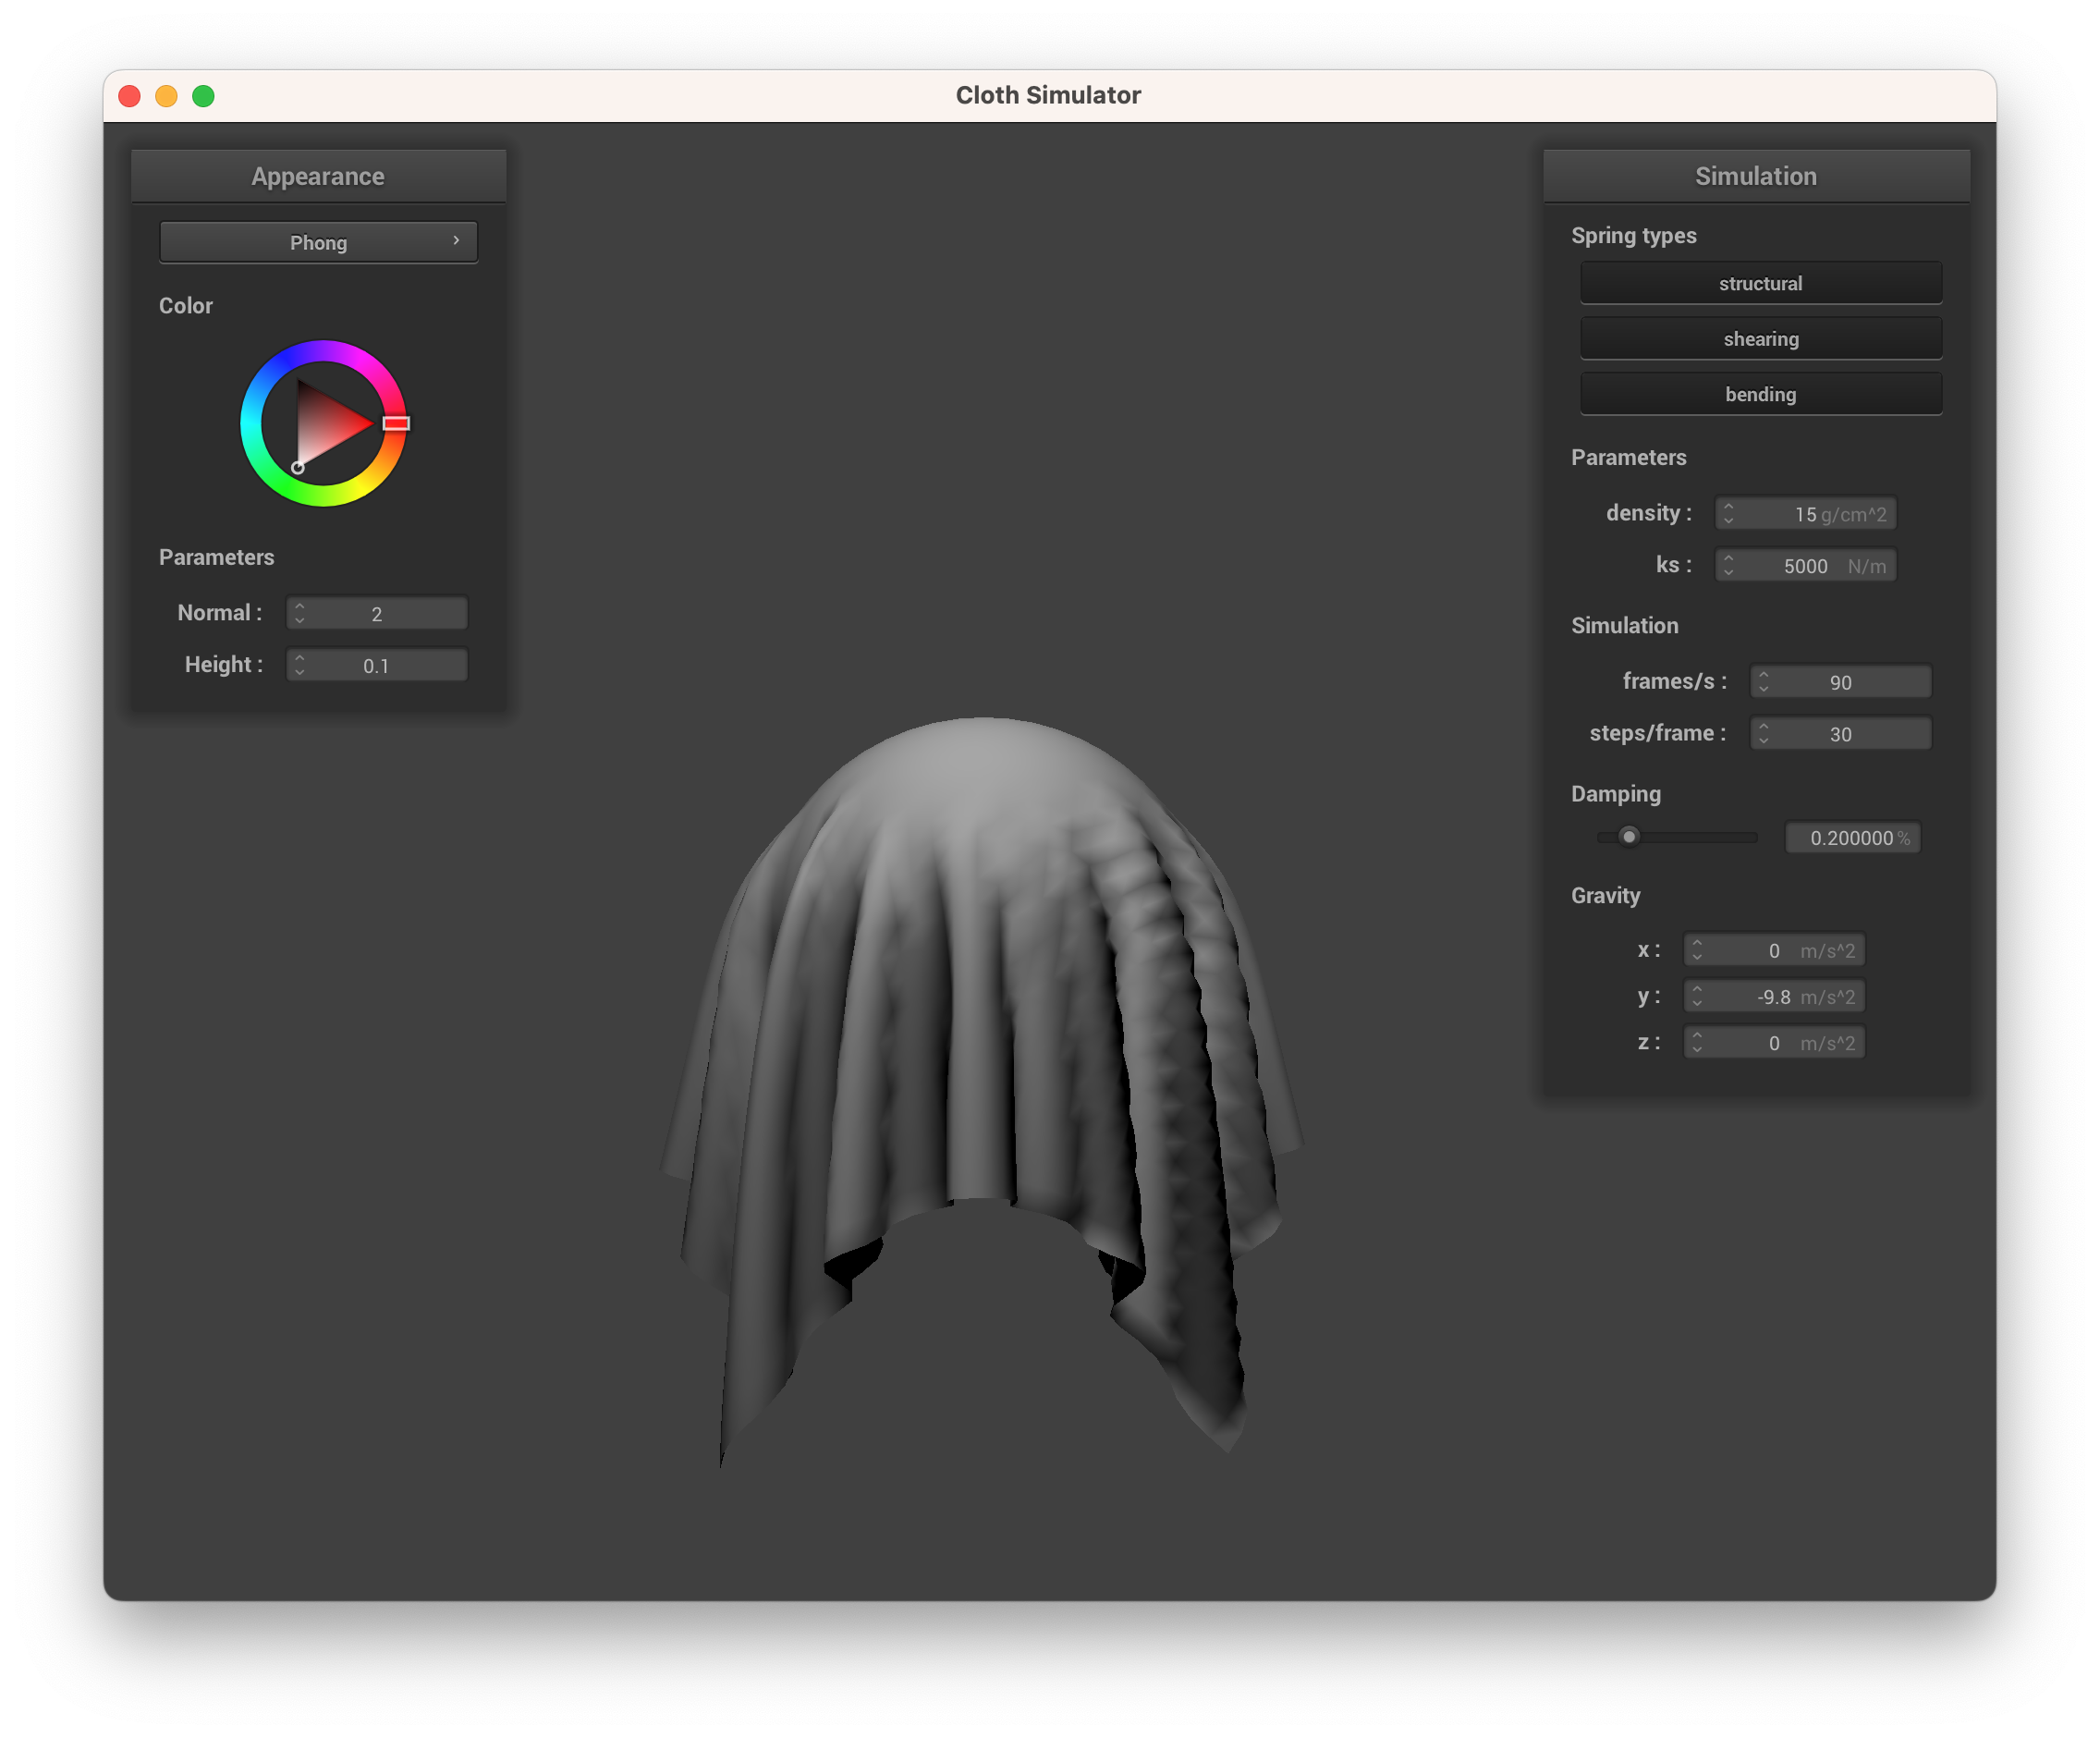 Cloth Simulator
Appearance
Phong
Color
Parameters
Normal : 2
Height : 0.1
Simulation
Spring types
structural
shearing
bending
Parameters
density : 15 g/cm^2
ks : 5000 N/m
Simulation
frames/s : 90
steps/frame : 30
Damping
0.200000 %
Gravity
x : 0 m/s^2
y : -9.8 m/s^2
z : 0 m/s^2